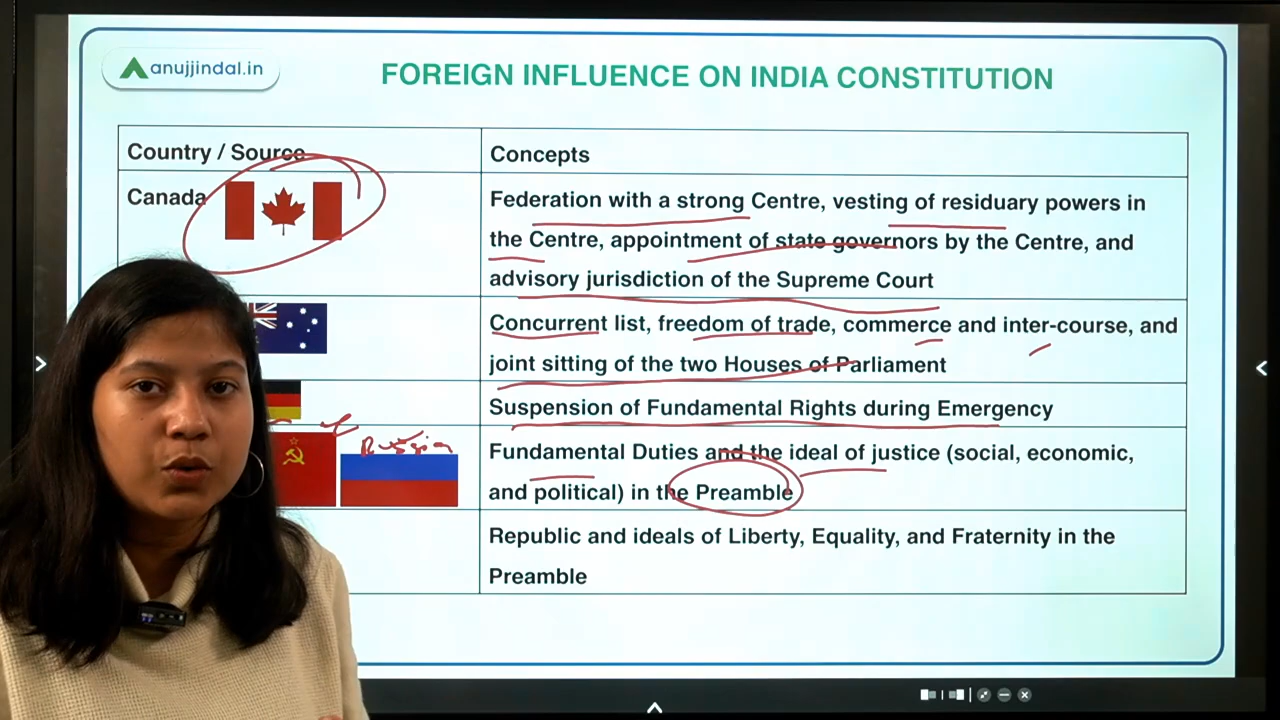 anujjindal.in
FOREIGN INFLUENCE ON INDIA CONSTITUTION
Country / Source
Concepts
Canada
Federation with a strong Centre, vesting of residuary powers in
the Centre, appointment of state governors by the Centre, and
advisory jurisdiction of the Supreme Court
Concurrent list, freedom of trade, commerce and inter-course, and
joint sitting of the two Houses of Parliament
Suspension of Fundamental Rights during Emergency
Russia
Fundamental Duties and the ideal of justice (social, economic,
and political) in the Preamble
Republic and ideals of Liberty, Equality, and Fraternity in the
Preamble